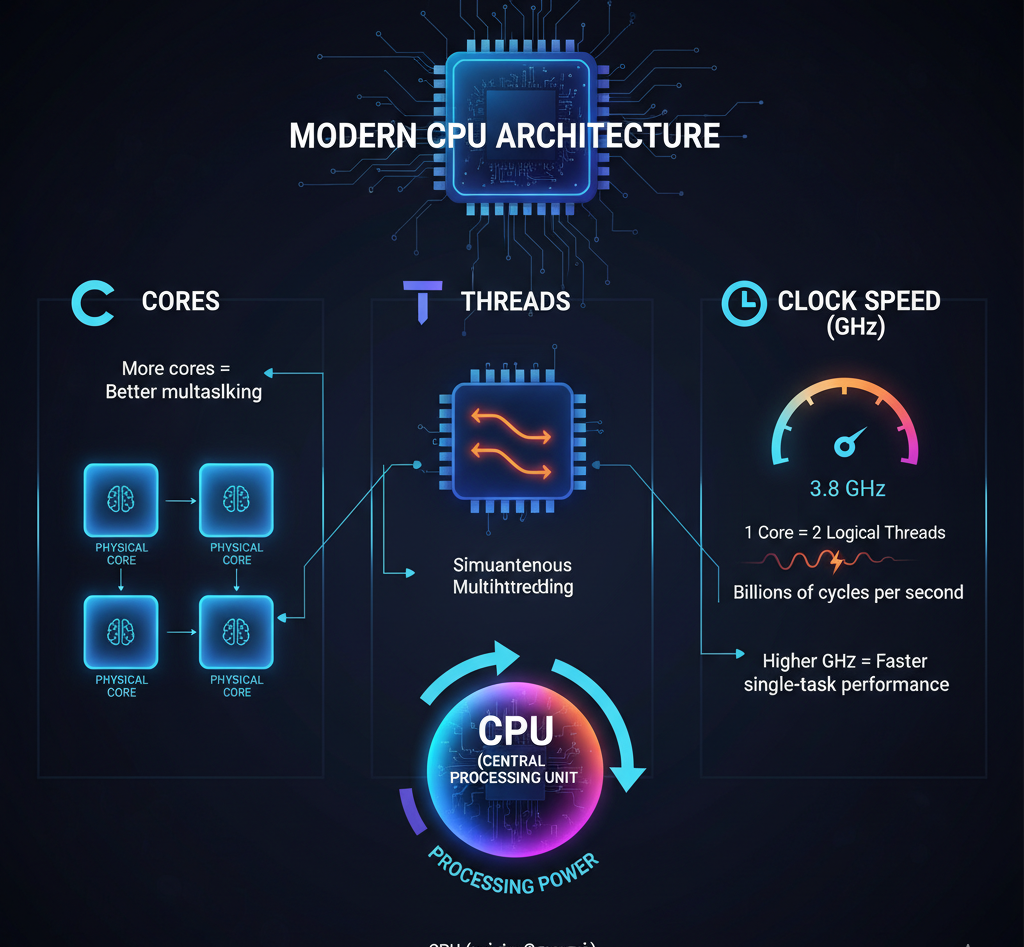 MODERN CPU ARCHITECTURE
CORES
More cores =
Better multaslking
PHYSICAL
CORE
PHYSICAL
CORE
PHYSICAL
CORE
PHYSICAL
CORE
THREADS
Simuantenous
Multihttredding
CLOCK SPEED
(GHz)
3.8 GHz
1 Core = 2 Logical Threads
Billions of cycles per second
Higher GHz = Faster
single-task performance
CPU
(CENTRAL
PROCESSING UNIT
PROCESSING POWER